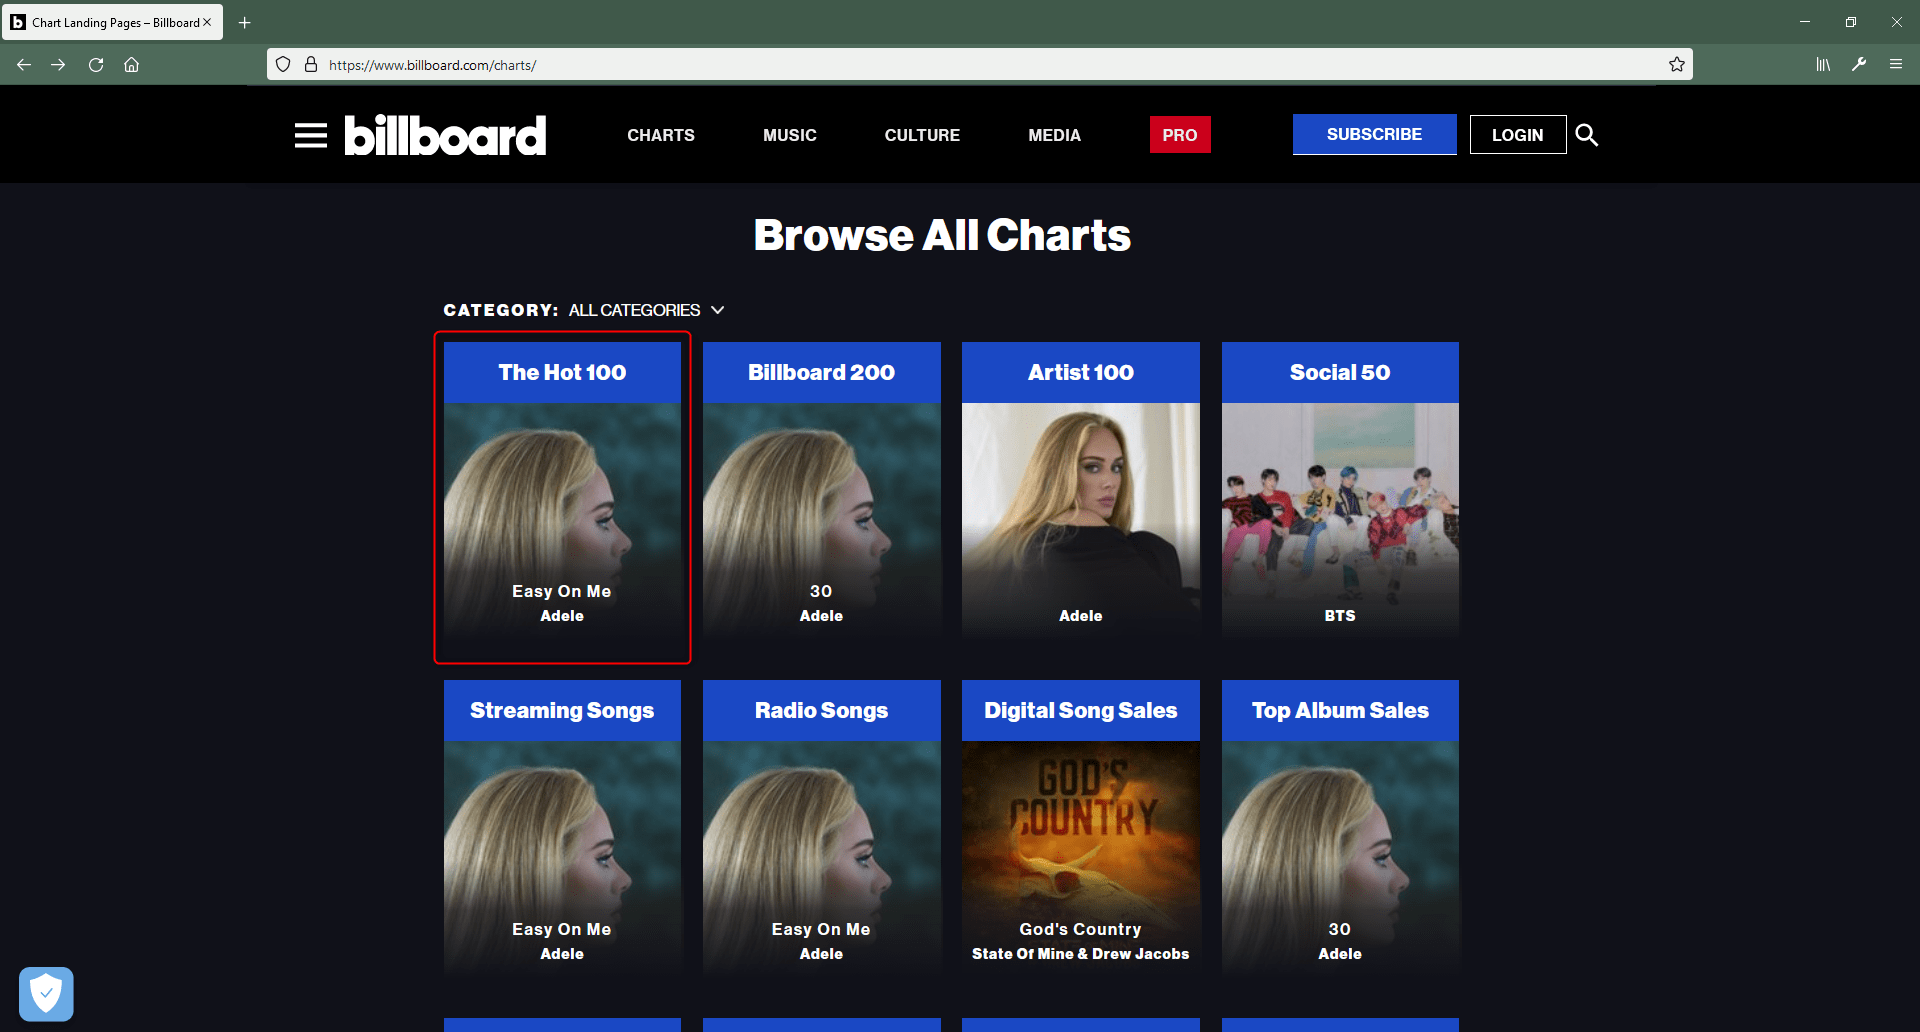 Chart Landing Pages – Billboard
https://www.billboard.com/charts/
billboard
CHARTS
MUSIC
CULTURE
MEDIA
PRO
SUBSCRIBE
LOGIN
Browse All Charts
CATEGORY: ALL CATEGORIES
The Hot 100
Easy On Me
Adele
Billboard 200
30
Adele
Artist 100
Adele
Social 50
BTS
Streaming Songs
Easy On Me
Adele
Radio Songs
Easy On Me
Adele
Digital Song Sales
GOD'S
COUNTRY
God's Country
State Of Mine & Drew Jacobs
Top Album Sales
30
Adele